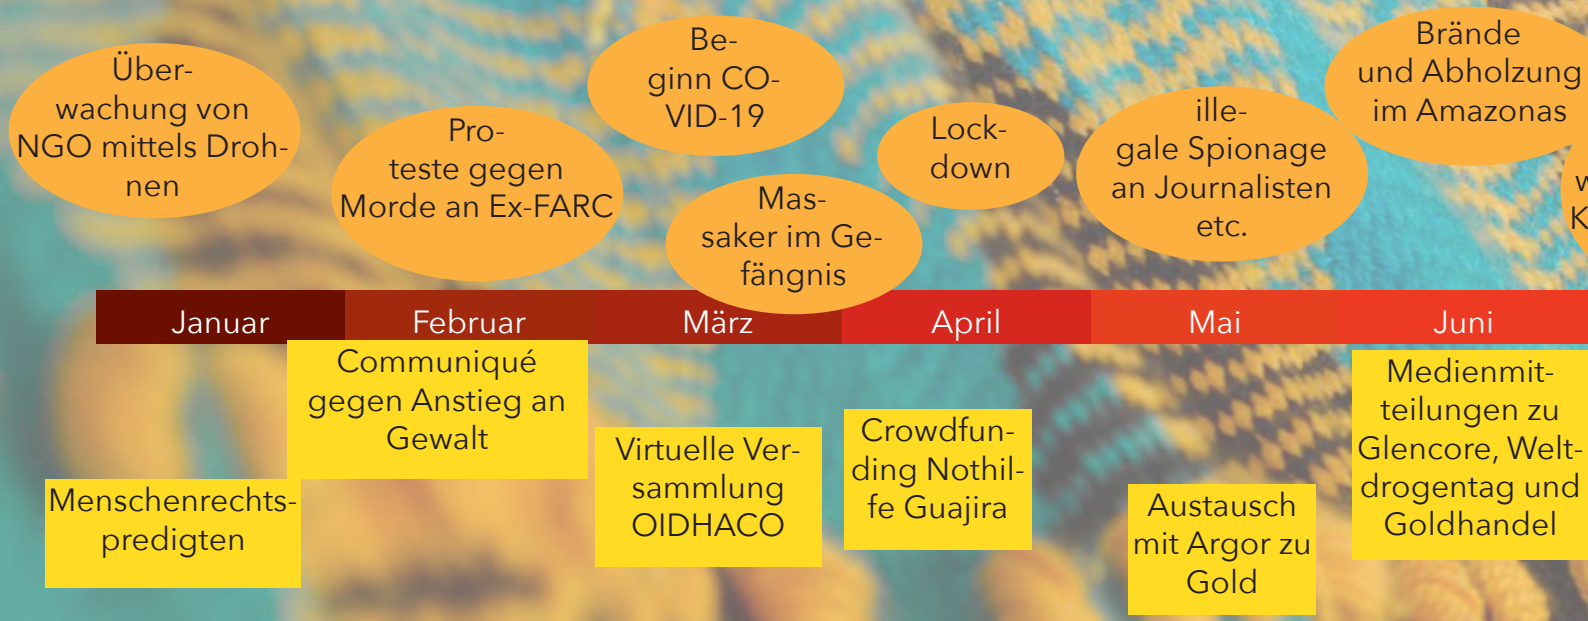 Über-
wachung von
NGO mittels Droh-
nen
Pro-
teste gegen
Morde an Ex-FARC
Be-
ginn CO-
VID-19
Mas-
saker im Ge-
fängnis
Lock-
down
ille-
gale Spionage
an Journalisten
etc.
Brände
und Abholzung
im Amazonas
Januar
Februar
März
April
Mai
Juni
Menschenrechts-
predigten
Communiqué
gegen Anstieg an
Gewalt
Virtuelle Ver-
sammlung
OIDHACO
Crowdfun-
ding Nothil-
fe Guajira
Austausch
mit Argor zu
Gold
Medienmit-
teilungen zu
Glencore, Welt-
drogentag und
Goldhandel